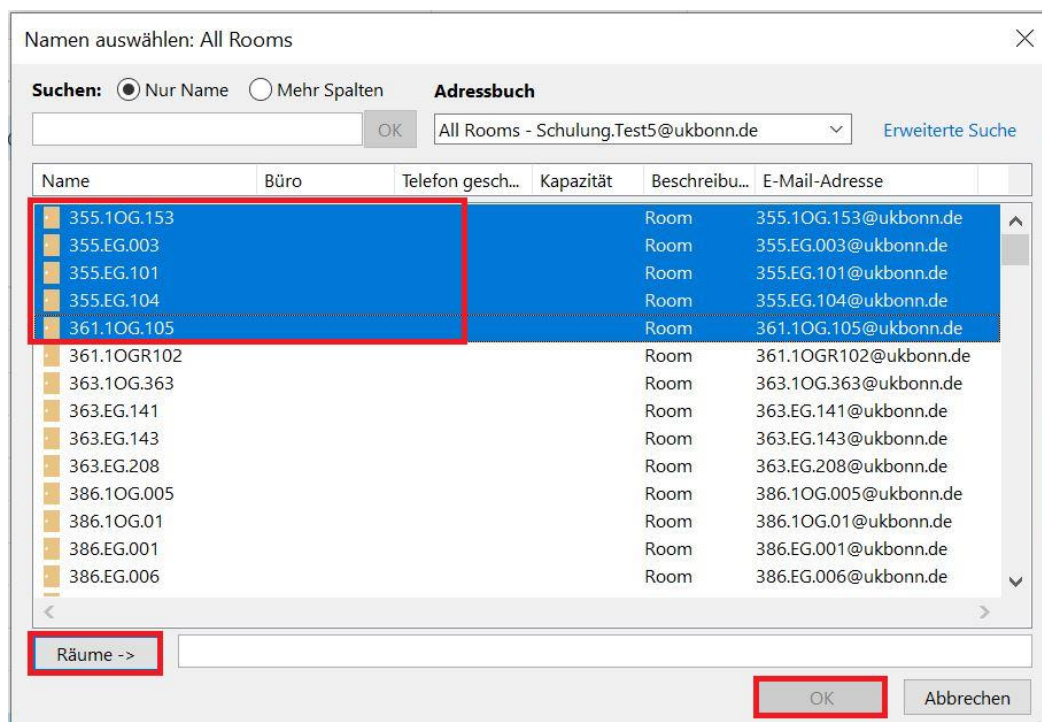 Namen auswählen: All Rooms
Suchen: Nur Name Mehr Spalten Adressbuch
OK All Rooms - Schulung.Test5@ukbonn.de Erweiterte Suche
Name Büro Telefon gesch... Kapazität Beschreibu... E-Mail-Adresse
355.1OG.153 Room 355.1OG.153@ukbonn.de
355.EG.003 Room 355.EG.003@ukbonn.de
355.EG.101 Room 355.EG.101@ukbonn.de
355.EG.104 Room 355.EG.104@ukbonn.de
361.1OG.105 Room 361.1OG.105@ukbonn.de
361.1OGR102 Room 361.1OGR102@ukbonn.de
363.1OG.363 Room 363.1OG.363@ukbonn.de
363.EG.141 Room 363.EG.141@ukbonn.de
363.EG.143 Room 363.EG.143@ukbonn.de
363.EG.208 Room 363.EG.208@ukbonn.de
386.1OG.005 Room 386.1OG.005@ukbonn.de
386.1OG.01 Room 386.1OG.01@ukbonn.de
386.EG.001 Room 386.EG.001@ukbonn.de
386.EG.006 Room 386.EG.006@ukbonn.de
Räume ->
OK Abbrechen